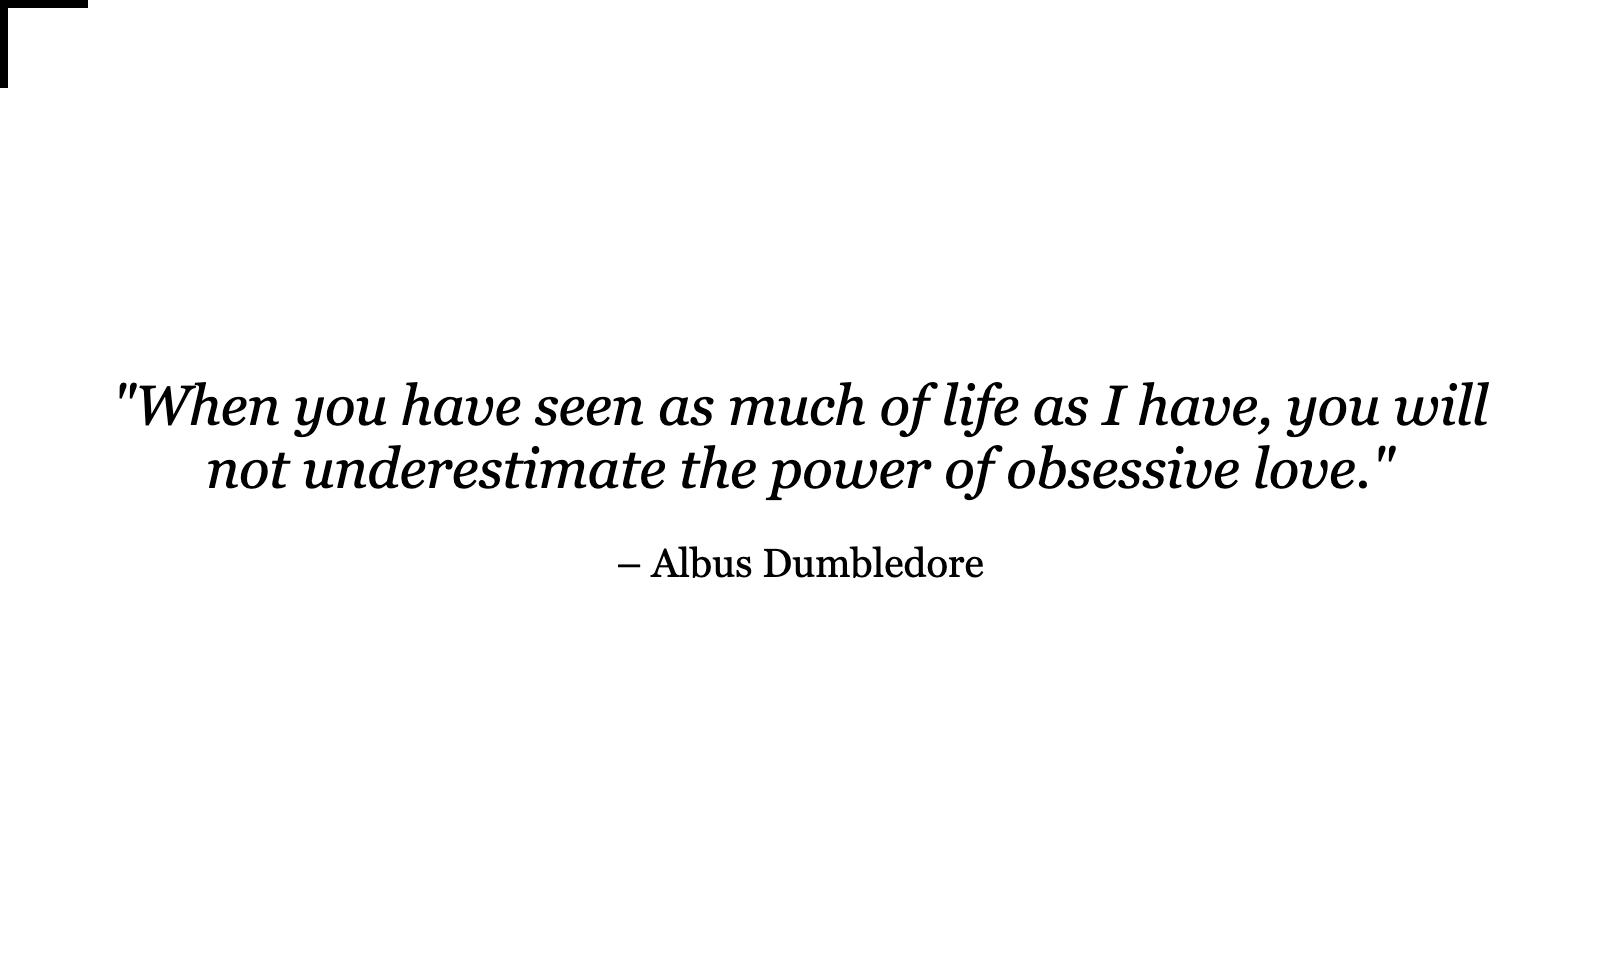 "When you have seen as much of life as I have, you will
not underestimate the power of obsessive love."
– Albus Dumbledore